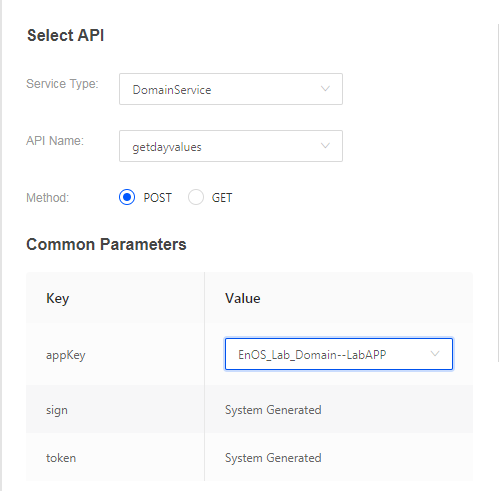 Select API
Service Type: DomainService
API Name: getdayvalues
Method: POST GET
Common Parameters
Key Value
appKey EnOS_Lab_Domain--LabAPP
sign System Generated
token System Generated